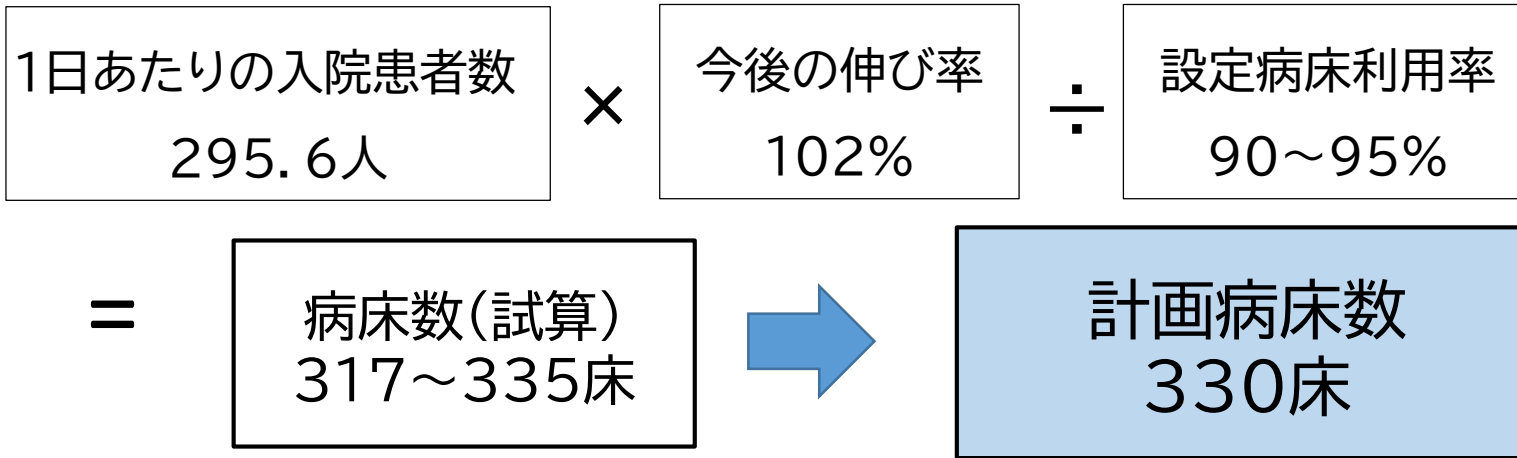 1日あたりの入院患者数
295.6人
×
今後の伸び率
102%
÷
設定病床利用率
90～95%
=
病床数(試算)
317～335床
計画病床数
330床